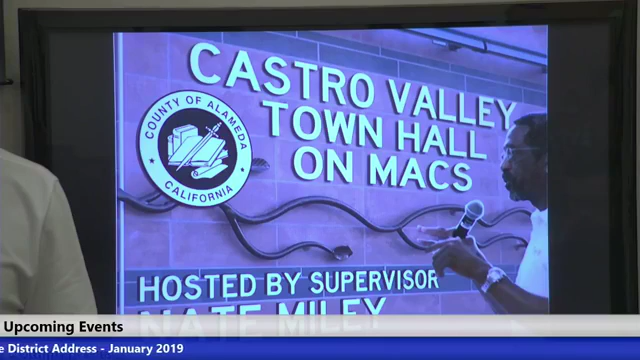 CASTRO VALLEY
TOWN HALL
ON MACS
COUNTY OF ALAMEDA
CALIFORNIA
HOSTED BY SUPERVISOR
NATE MILEY
Upcoming Events
e District Address - January 2019